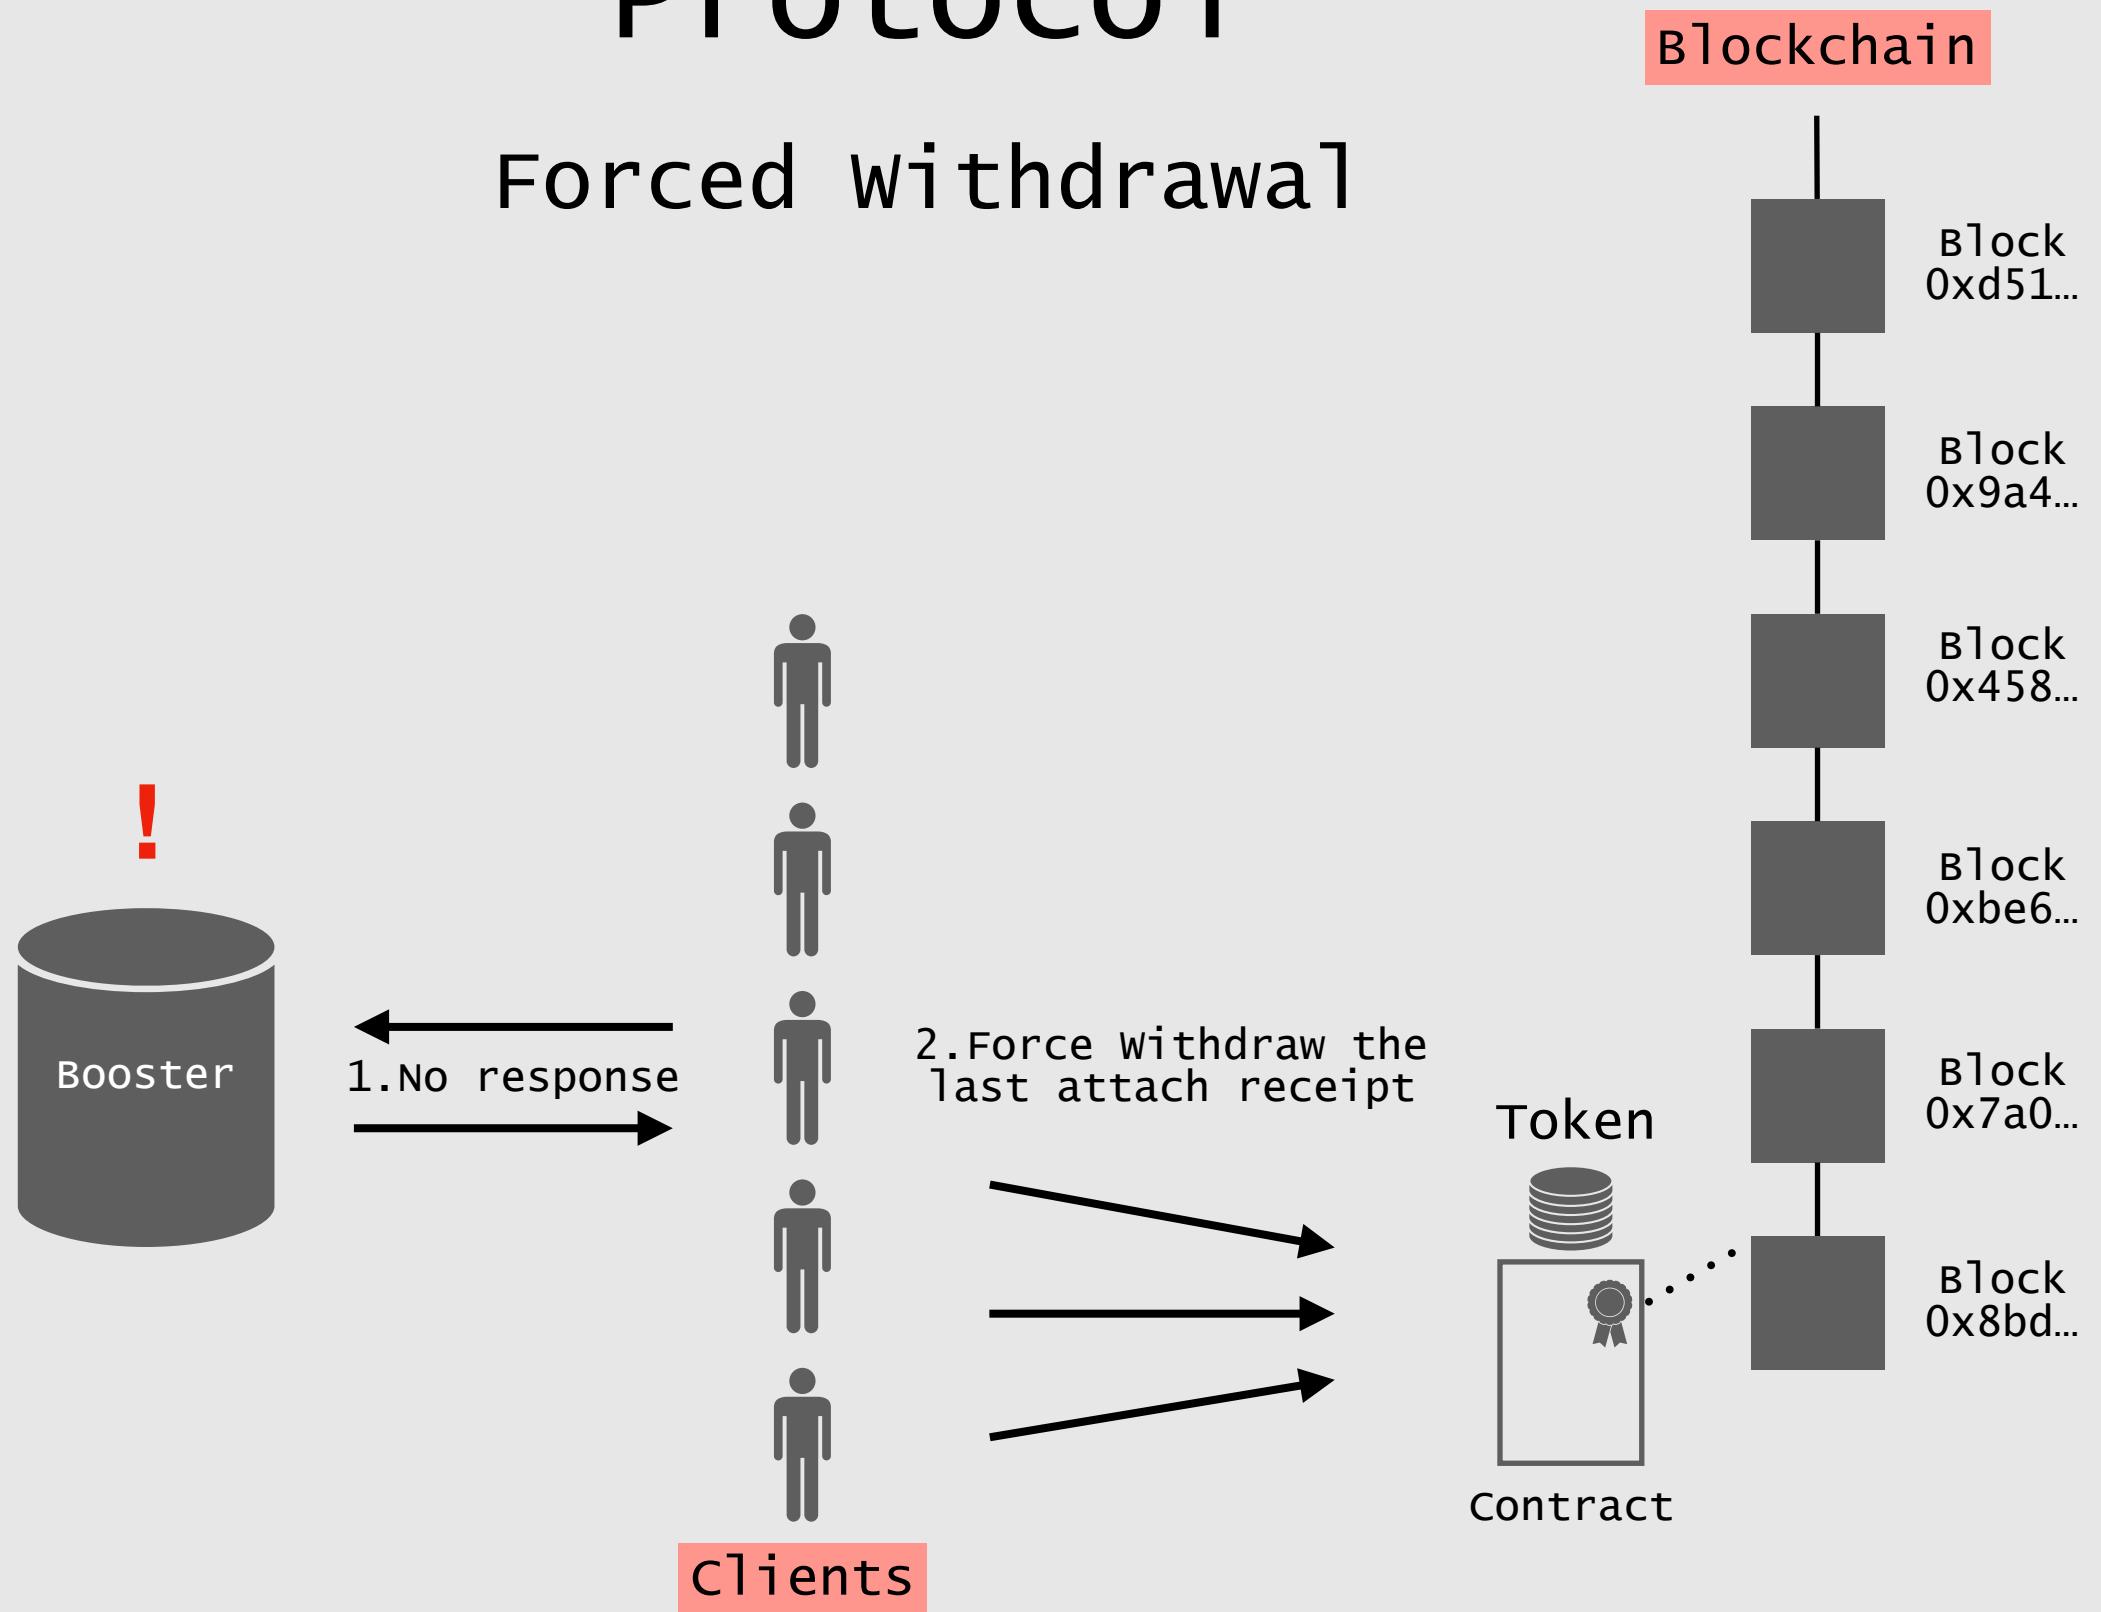 Protocol
Forced Withdrawal
Blockchain
Block
0xd51…
Block
0x9a4…
Block
0x458…
!
Block
0xbe6…
Booster
1.No response
2.Force Withdraw the
last attach receipt
Token
Block
0x7a0…
Block
0x8bd…
Contract
Clients